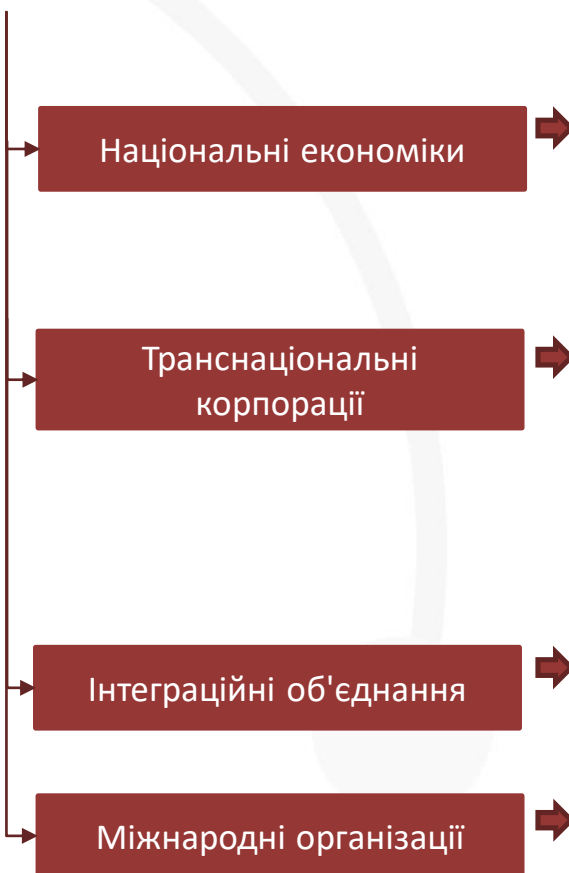 Національні економіки
Транснаціональні
корпорації
Інтеграційні об'єднання
Міжнародні організації